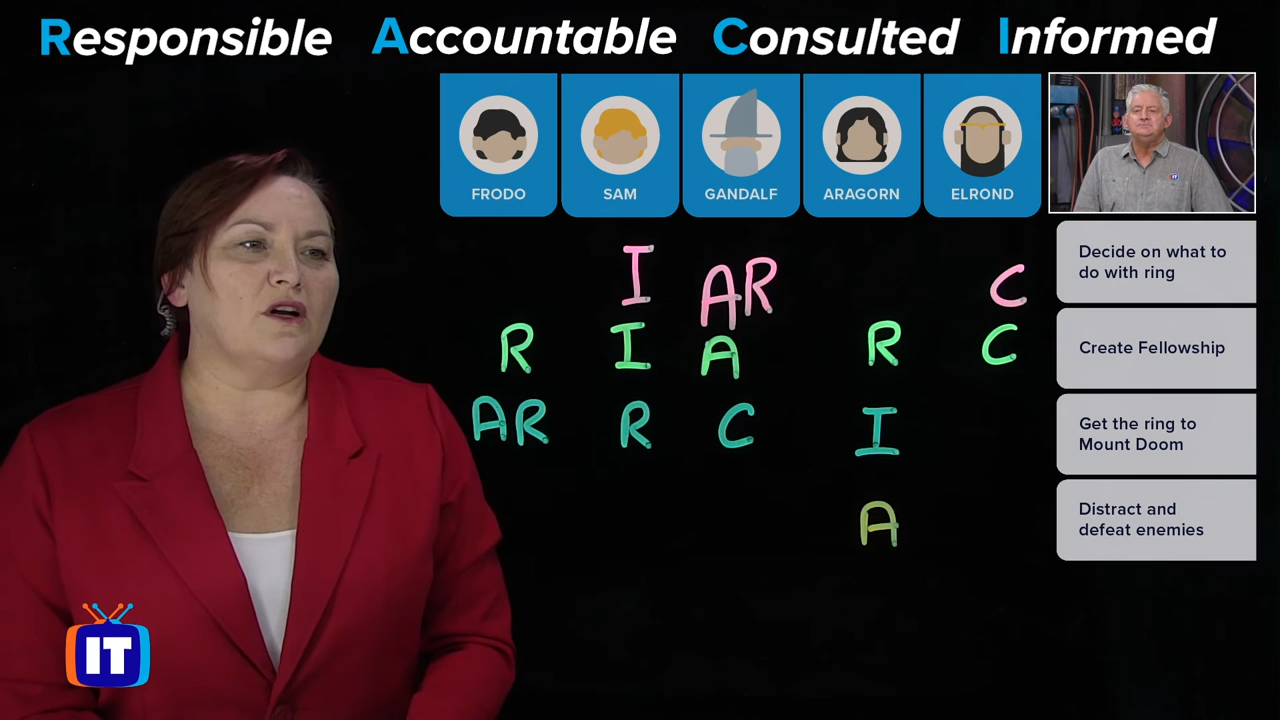 Responsible Accountable Consulted Informed
FRODO SAM GANDALF ARAGORN ELROND
I AR C
Decide on what to
do with ring
R I A R C
Create Fellowship
AR R C I
Get the ring to
Mount Doom
A
Distract and
defeat enemies
IT
IT